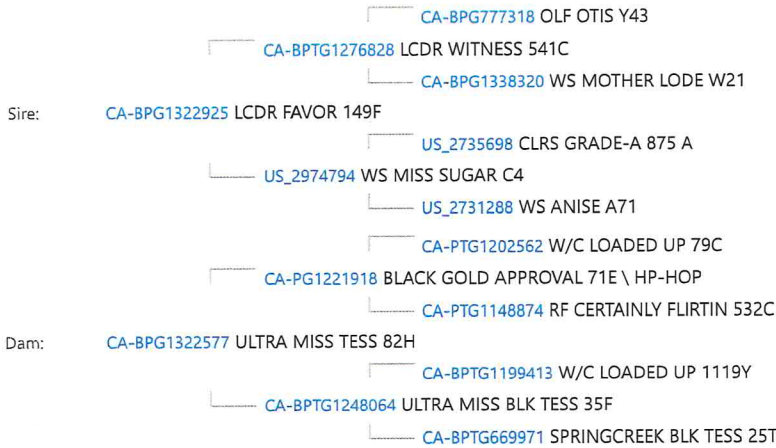 CA-BPG777318 OLF OTIS Y43
CA-BPTG1276828 LCDR WITNESS 541C
CA-BPG1338320 WS MOTHER LODE W21
Sire: CA-BPG1322925 LCDR FAVOR 149F
US_2735698 CLRS GRADE-A 875 A
US_2974794 WS MISS SUGAR C4
US_2731288 WS ANISE A71
CA-PTG1202562 W/C LOADED UP 79C
CA-PG1221918 BLACK GOLD APPROVAL 71E \ HP-HOP
CA-PTG1148874 RF CERTAINLY FLIRTIN 532C
Dam: CA-BPG1322577 ULTRA MISS TESS 82H
CA-BPTG1199413 W/C LOADED UP 1119Y
CA-BPTG1248064 ULTRA MISS BLK TESS 35F
CA-BPTG669971 SPRINGCREEK BLK TESS 25T